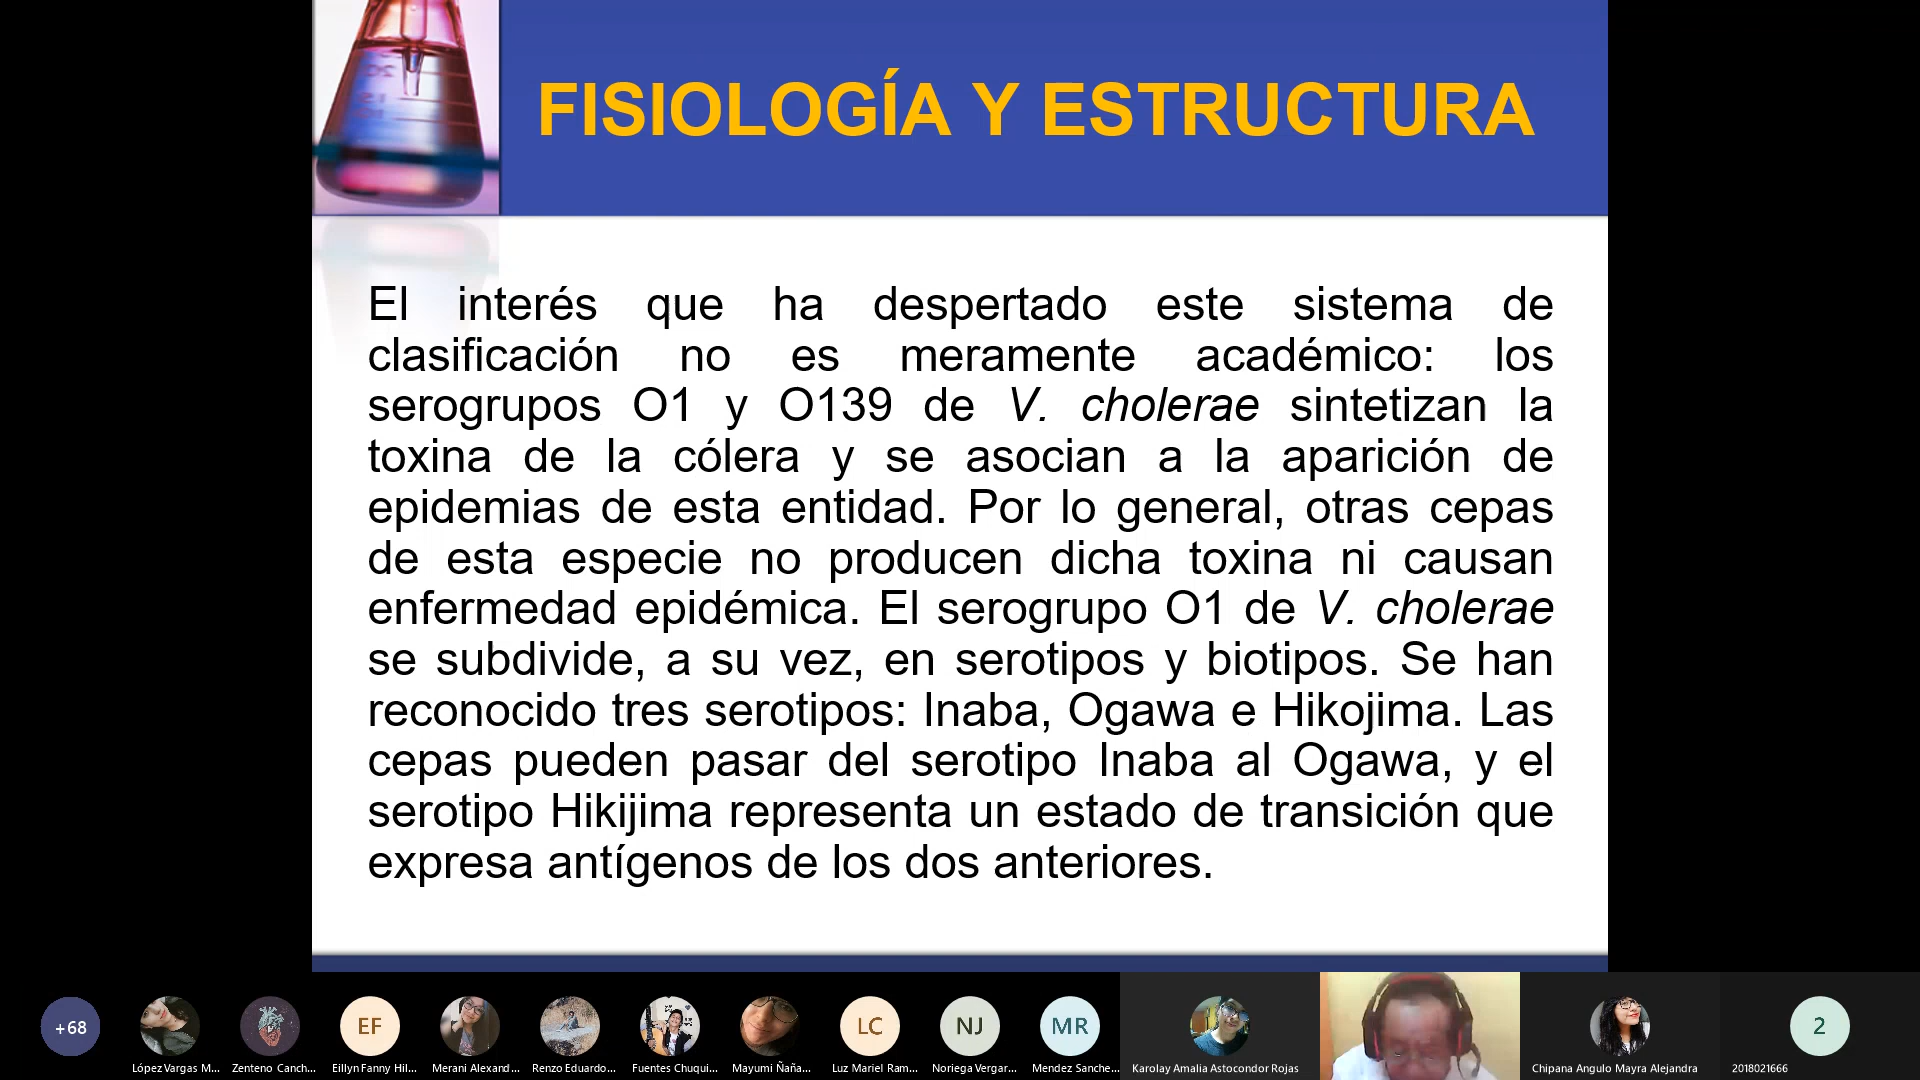 FISIOLOGÍA Y ESTRUCTURA
El interés que ha despertado este sistema de
clasificación no es meramente académico: los
serogrupos O1 y O139 de V. cholerae sintetizan la
toxina de la cólera y se asocian a la aparición de
epidemias de esta entidad. Por lo general, otras cepas
de esta especie no producen dicha toxina ni causan
enfermedad epidémica. El serogrupo O1 de V. cholerae
se subdivide, a su vez, en serotipos y biotipos. Se han
reconocido tres serotipos: Inaba, Ogawa e Hikojima. Las
cepas pueden pasar del serotipo Inaba al Ogawa, y el
serotipo Hikijima representa un estado de transición que
expresa antígenos de los dos anteriores.
+68
EF
LC
NJ
MR
2
López Vargas M...
Zenteno Canch...
Eillyn Fanny Hil...
Merani Alexand...
Renzo Eduardo...
Fuentes Chuqui...
Mayumi Ñaña...
Luz Mariel Ram...
Noriega Vergar...
Mendez Sanche...
Karolay Amalia Astocondor Rojas
Chipana Angulo Mayra Alejandra
2018021666